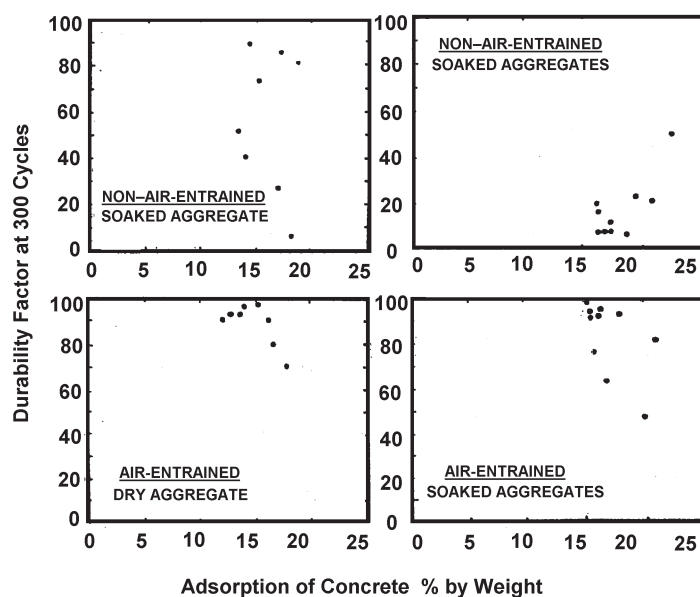 Durability Factor at 300 Cycles
100
80
60
40
20
0
NON–AIR-ENTRAINED
SOAKED AGGREGATE
0 5 10 15 20 25
100
80
60
40
20
0
NON-AIR-ENTRAINED
SOAKED AGGREGATES
0 5 10 15 20 25
100
80
60
40
20
0
AIR-ENTRAINED
DRY AGGREGATE
0 5 10 15 20 25
100
80
60
40
20
0
AIR-ENTRAINED
SOAKED AGGREGATES
0 5 10 15 20 25
Adsorption of Concrete % by Weight